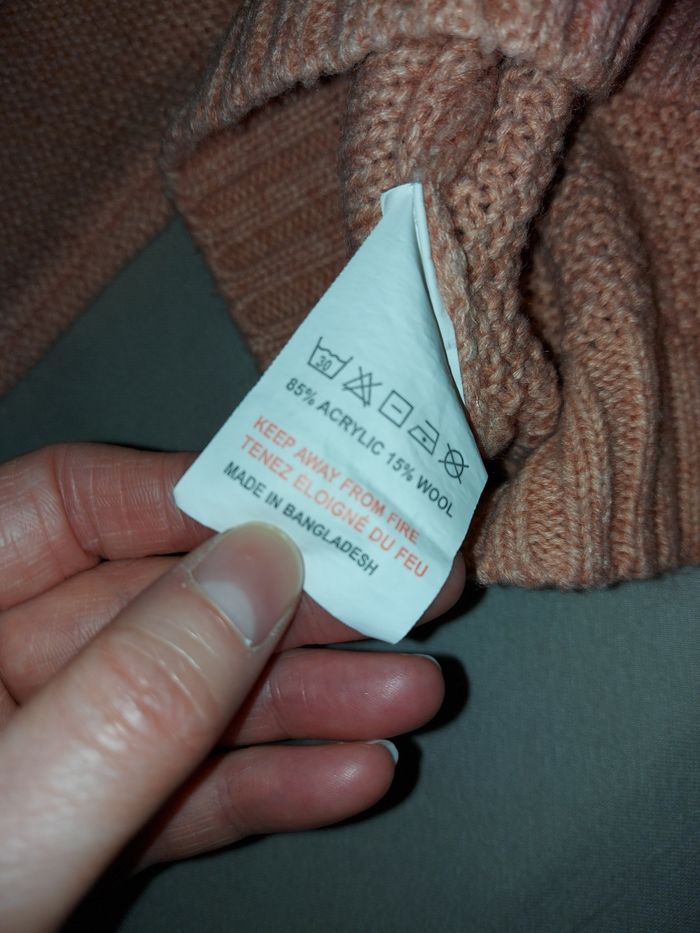 30
85% ACRYLIC 15% WOOL
KEEP AWAY FROM FIRE
TENEZ ELOIGNÉ DU FEU
MADE IN BANGLADESH